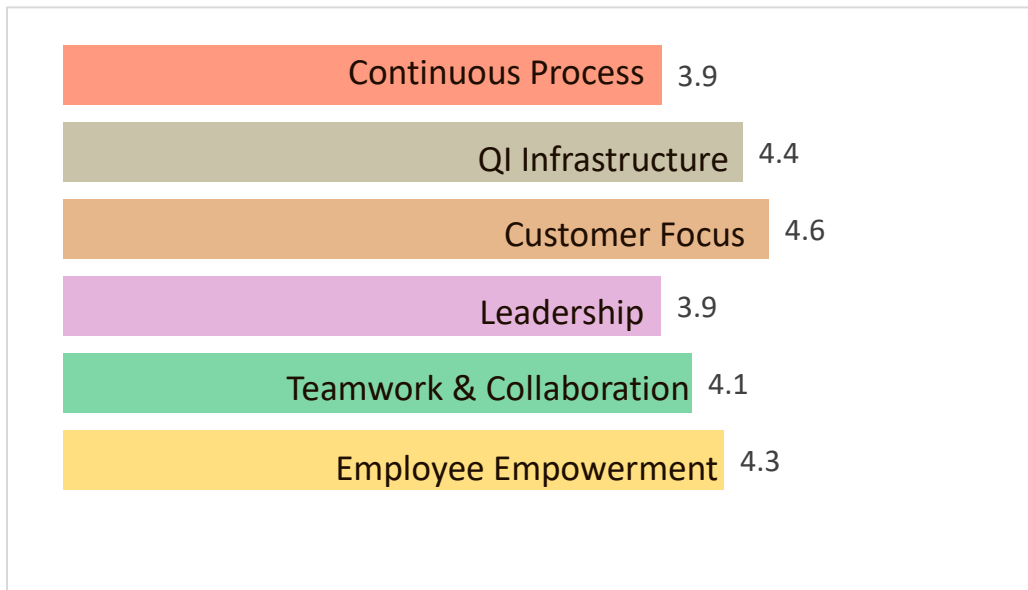 Continuous Process 3.9
QI Infrastructure 4.4
Customer Focus 4.6
Leadership 3.9
Teamwork & Collaboration 4.1
Employee Empowerment 4.3